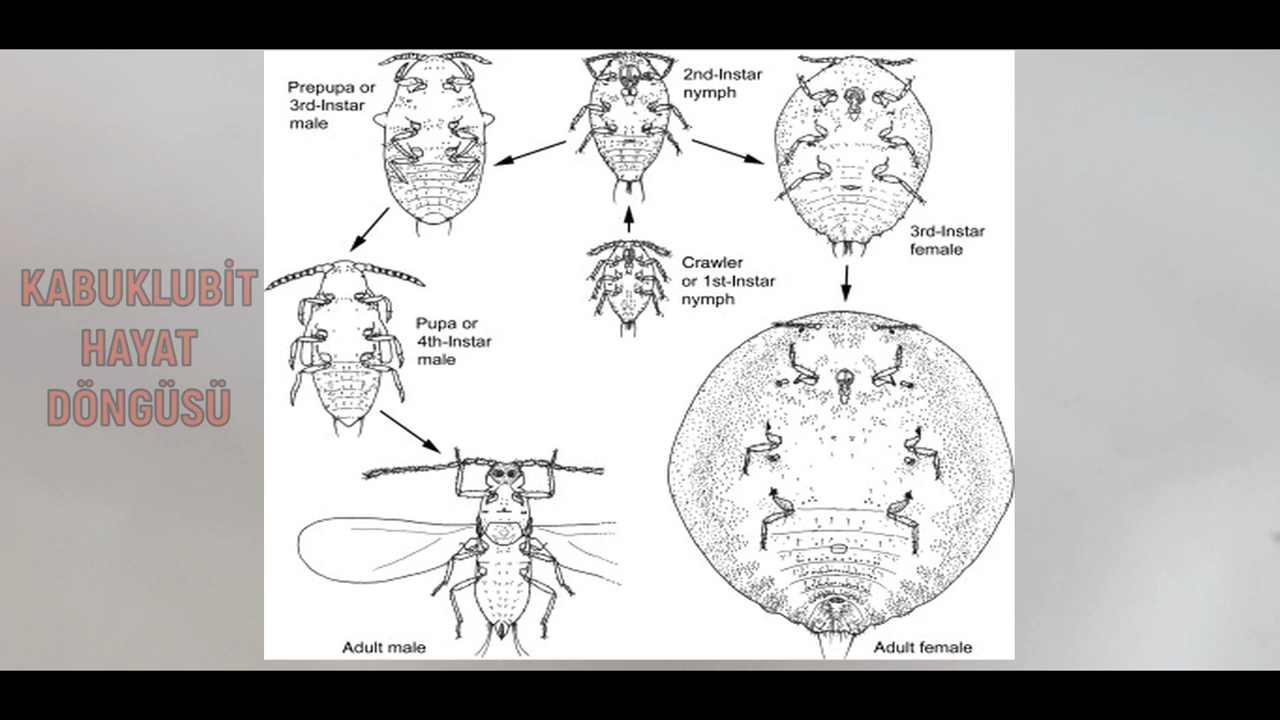 KABUKLUBİT
HAYAT
DÖNGÜSÜ
Prepupa or
3rd-Instar
male
2nd-Instar
nymph
3rd-Instar
female
Crawler
or 1st-Instar
nymph
Pupa or
4th-Instar
male
Adult male
Adult female